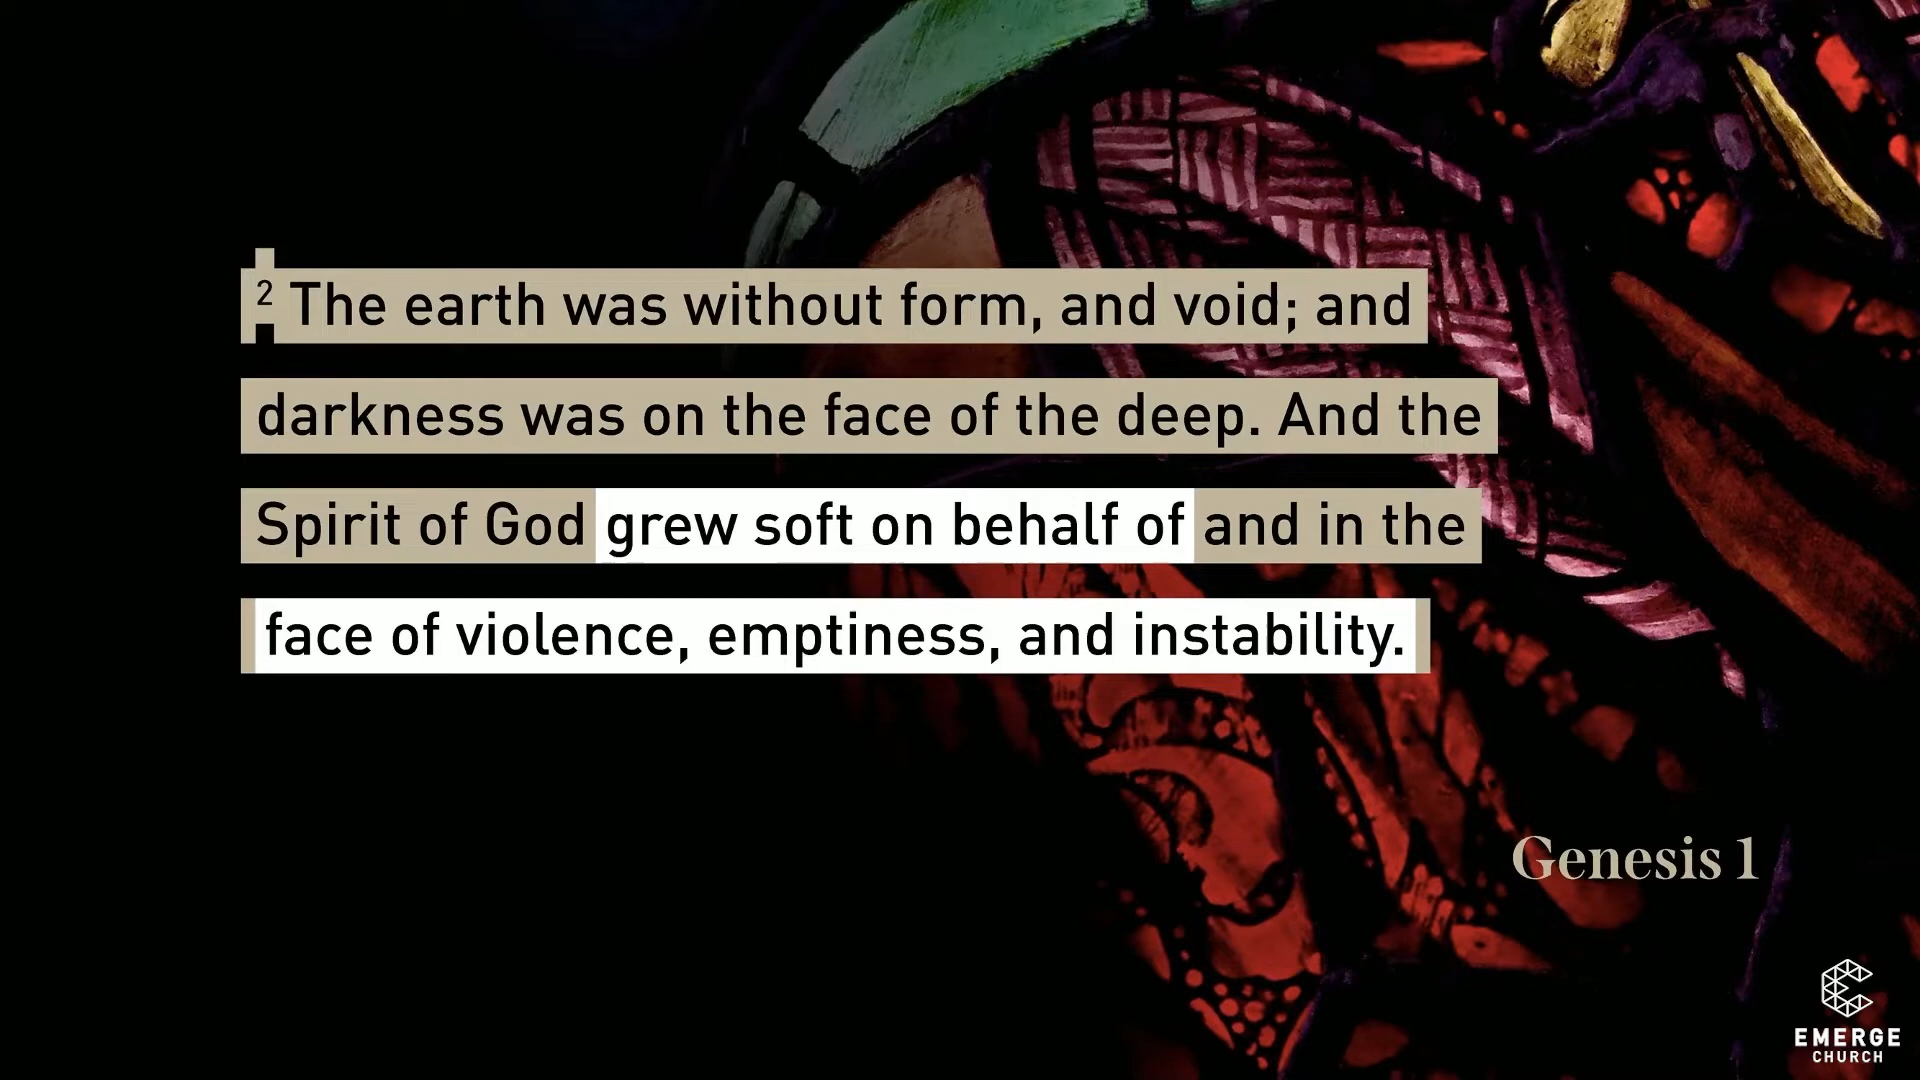 2 The earth was without form, and void; and
darkness was on the face of the deep. And the
Spirit of God grew soft on behalf of and in the
face of violence, emptiness, and instability.
Genesis 1
EMERGE
CHURCH